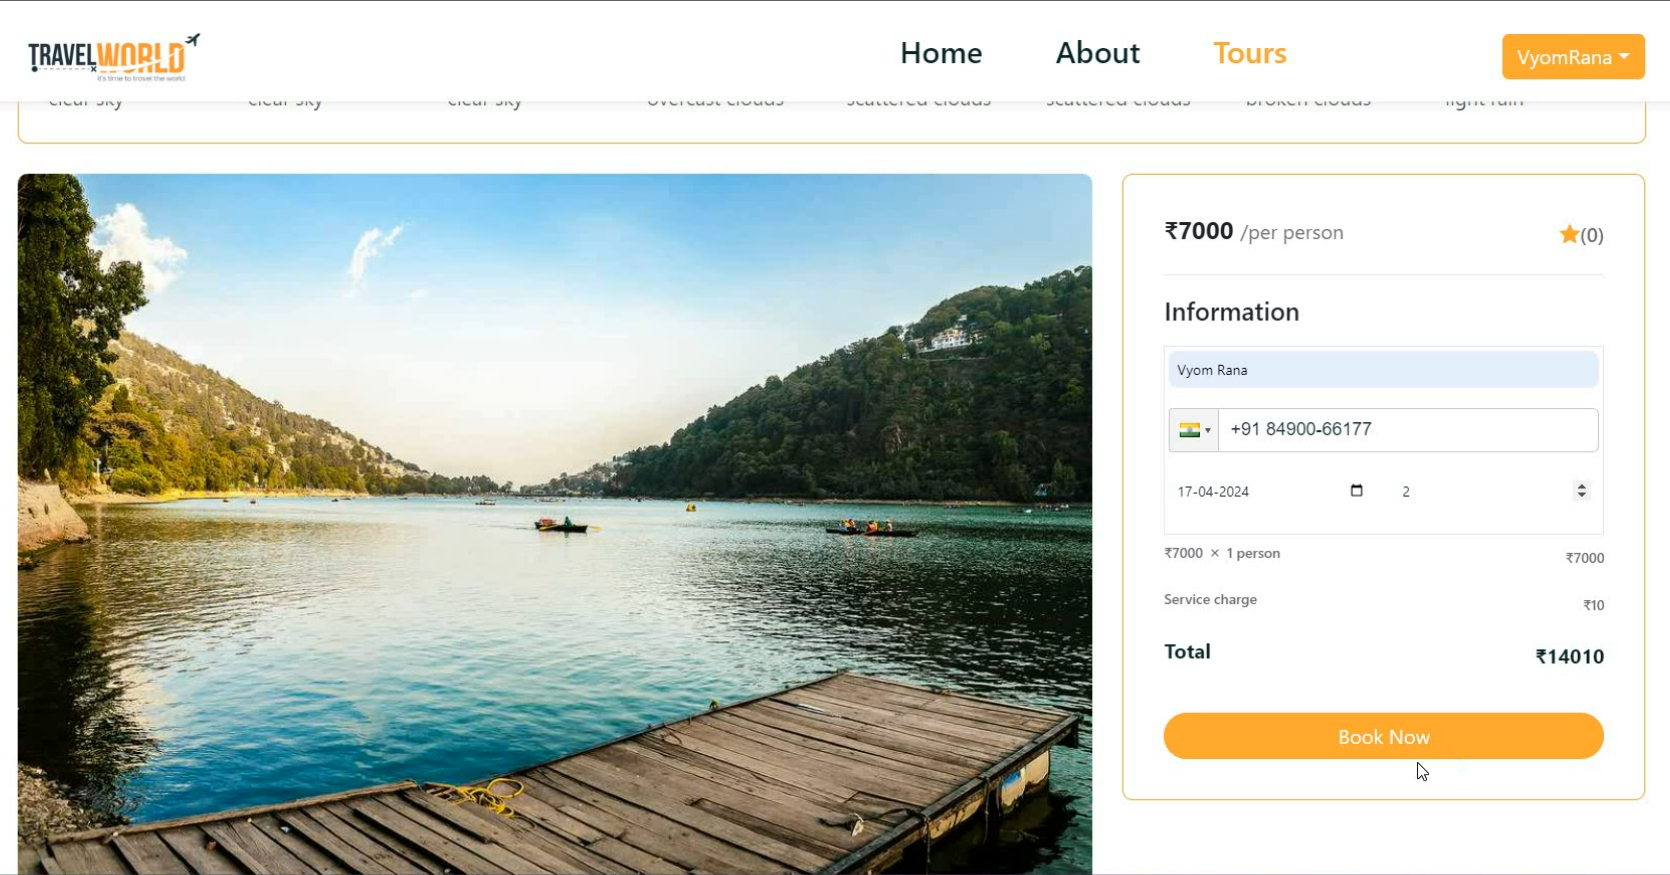 TRAVELWORLD
it's time to travel the world
Home About Tours
VyomRana
clear sky clear sky clear sky overcast clouds scattered clouds scattered clouds broken clouds light rain
₹7000 /per person (0)
Information
Vyom Rana
+91 84900-66177
17-04-2024 2
₹7000 × 1 person ₹7000
Service charge ₹10
Total ₹14010
Book Now